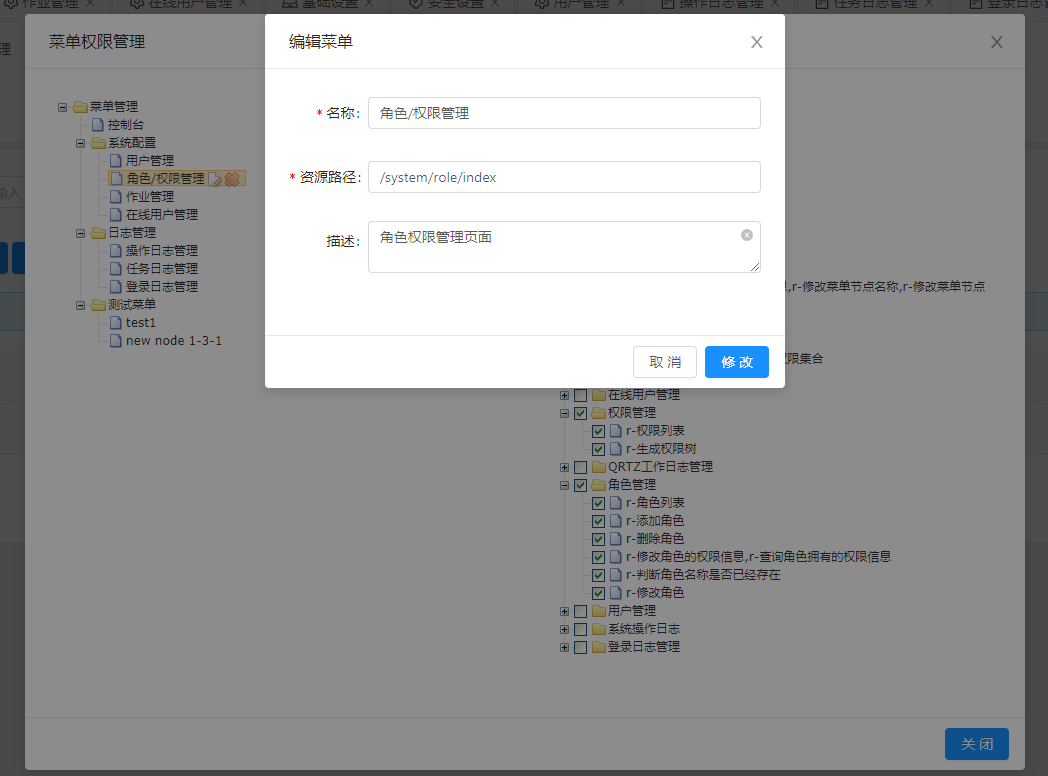 作业管理
在线用户管理
基础设置
安全设置
用户管理
操作日志管理
任务日志管理
登录日志
理
输入
菜单权限管理
菜单管理
控制台
系统配置
用户管理
角色/权限管理
作业管理
在线用户管理
日志管理
操作日志管理
任务日志管理
登录日志管理
测试菜单
test1
new node 1-3-1
编辑菜单
* 名称:
角色/权限管理
* 资源路径:
/system/role/index
描述:
角色权限管理页面
取 消
修 改
,r-修改菜单节点名称,r-修改菜单节点
限集合
在线用户管理
权限管理
r-权限列表
r-生成权限树
QRTZ工作日志管理
角色管理
r-角色列表
r-添加角色
r-删除角色
r-修改角色的权限信息,r-查询角色拥有的权限信息
r-判断角色名称是否已经存在
r-修改角色
用户管理
系统操作日志
登录日志管理
关 闭